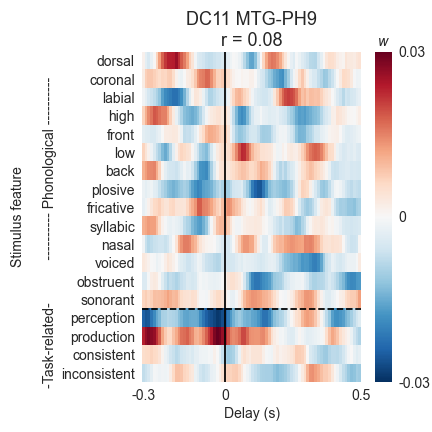 DC11 MTG-PH9
r = 0.08
w
dorsal
coronal
labial
high
front
low
back
plosive
fricative
syllabic
nasal
voiced
obstruent
sonorant
perception
production
consistent
inconsistent
Stimulus feature
-Task-related-
---------- Phonological ----------
0.03
0
-0.03
-0.3
0
0.5
Delay (s)